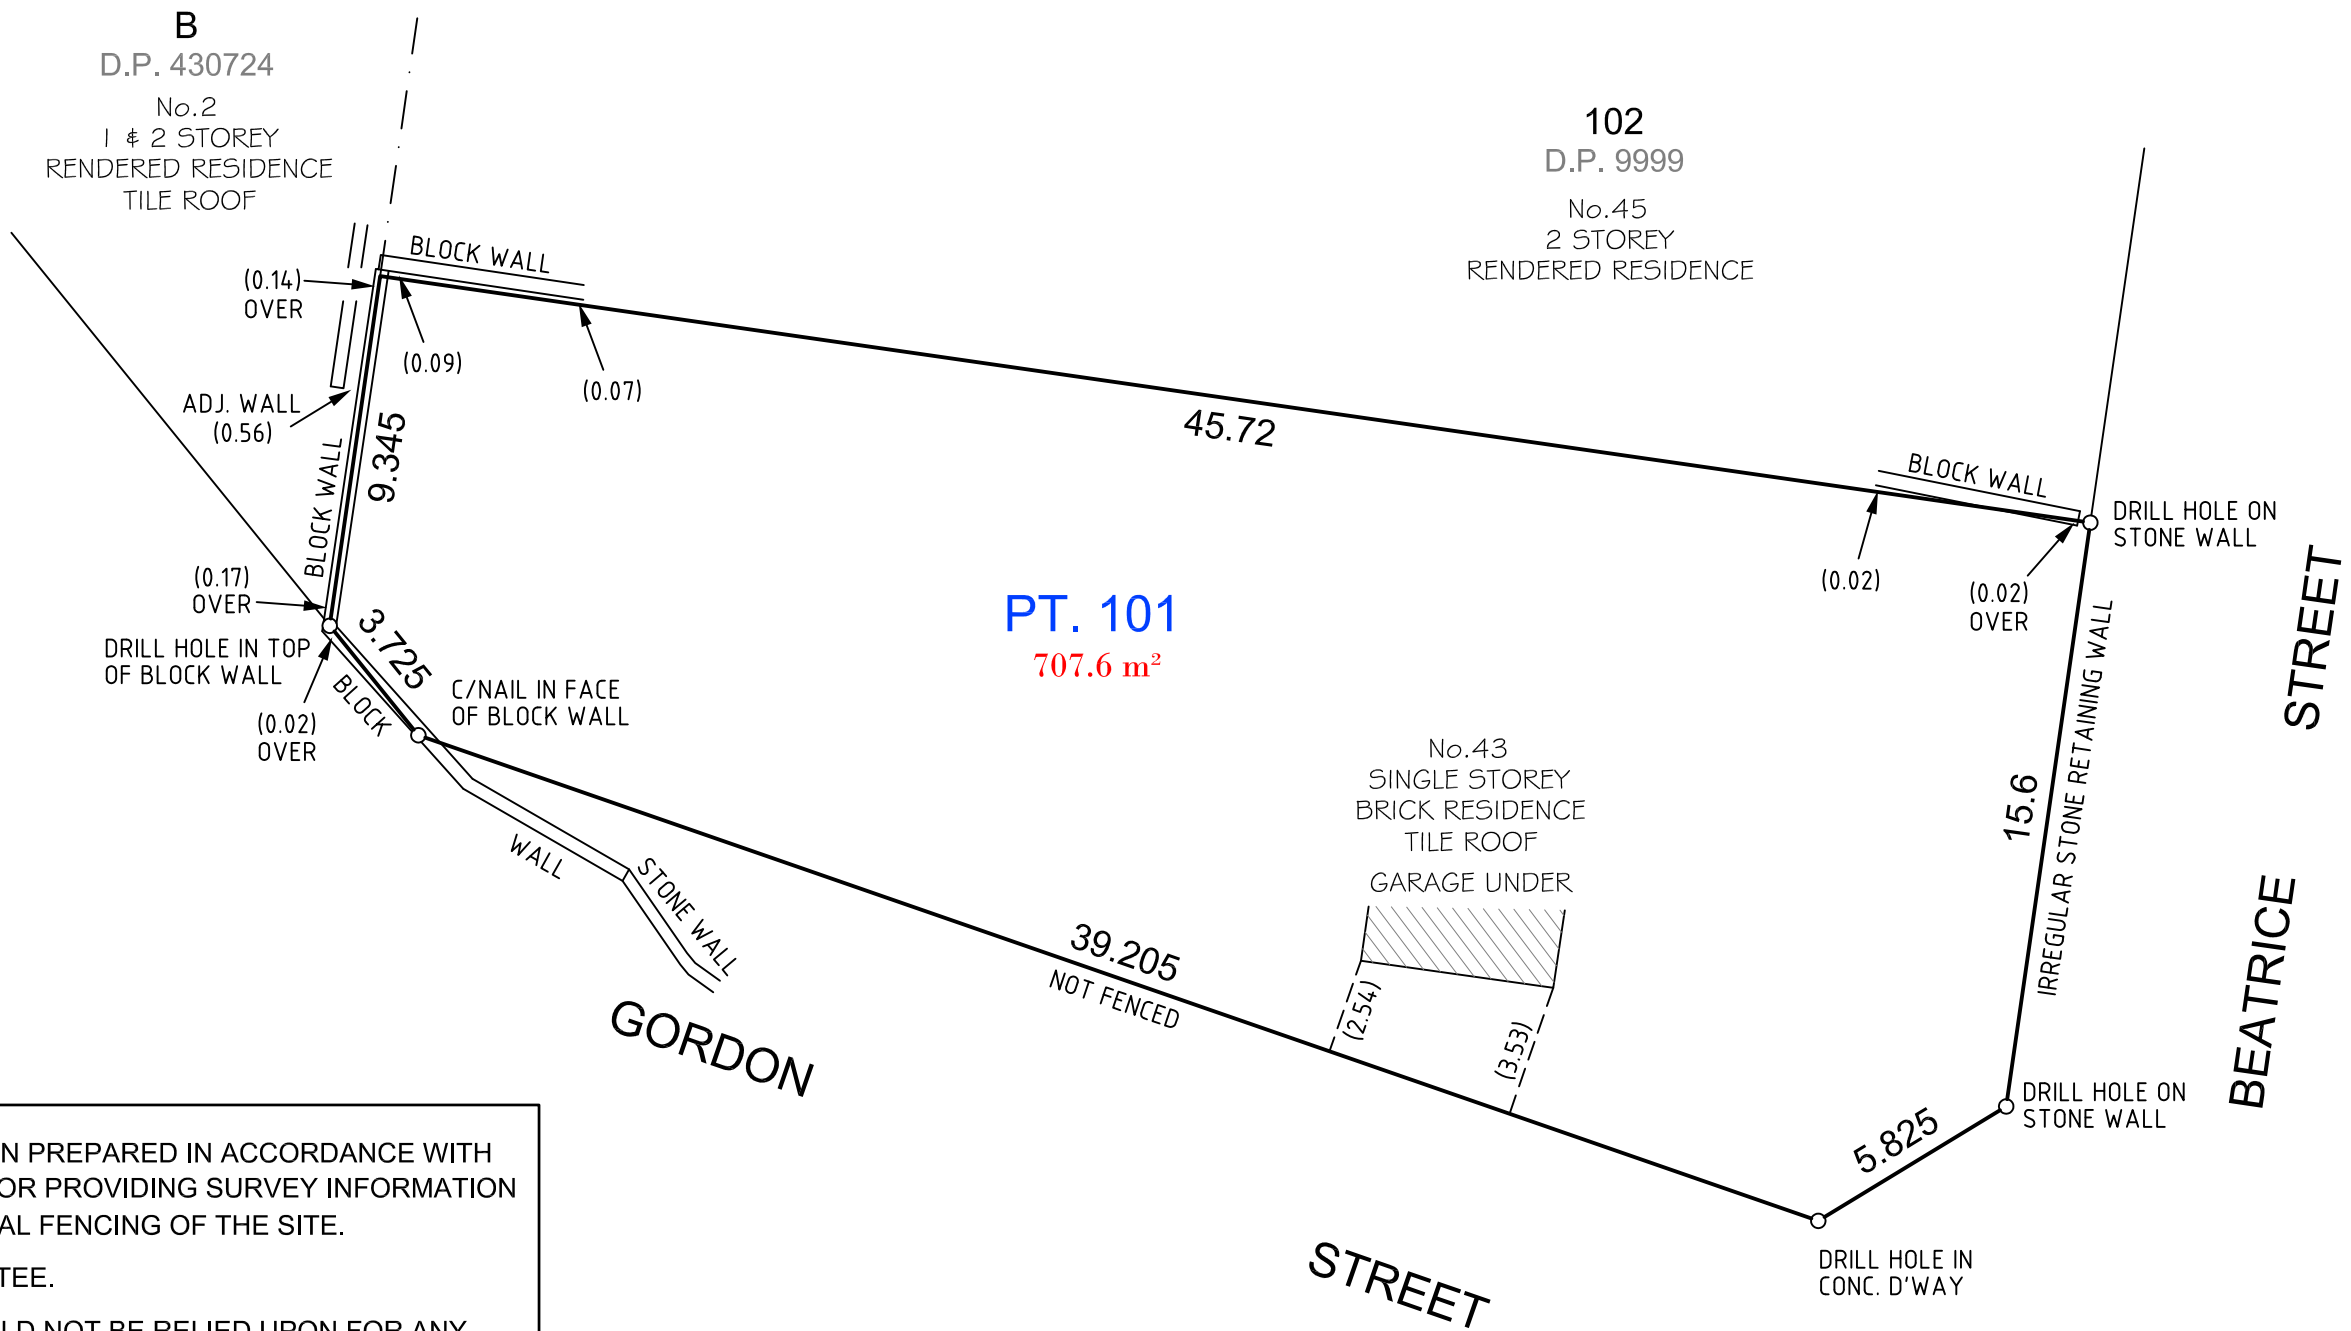 B
D.P. 430724
No.2
1 & 2 STOREY
RENDERED RESIDENCE
TILE ROOF
102
D.P. 9999
No.45
2 STOREY
RENDERED RESIDENCE
BLOCK WALL
(0.14)
OVER
(0.09)
(0.07)
ADJ. WALL
(0.56)
9.345
BLOCK WALL
45.72
BLOCK WALL
DRILL HOLE ON
STONE WALL
(0.02)
(0.02)
OVER
(0.17)
OVER
DRILL HOLE IN TOP
OF BLOCK WALL
3.725
(0.02)
OVER
BLOCK
C/NAIL IN FACE
OF BLOCK WALL
WALL
STONE WALL
PT. 101
707.6 m²
No.43
SINGLE STOREY
BRICK RESIDENCE
TILE ROOF
GARAGE UNDER
39.205
NOT FENCED
(2.54)
(3.53)
15.6
IRREGULAR STONE RETAINING WALL
BEATRICE STREET
DRILL HOLE ON
STONE WALL
5.825
DRILL HOLE IN
CONC. D'WAY
GORDON STREET
N PREPARED IN ACCORDANCE WITH
OR PROVIDING SURVEY INFORMATION
AL FENCING OF THE SITE.
TEE.
LD NOT BE RELIED UPON FOR ANY